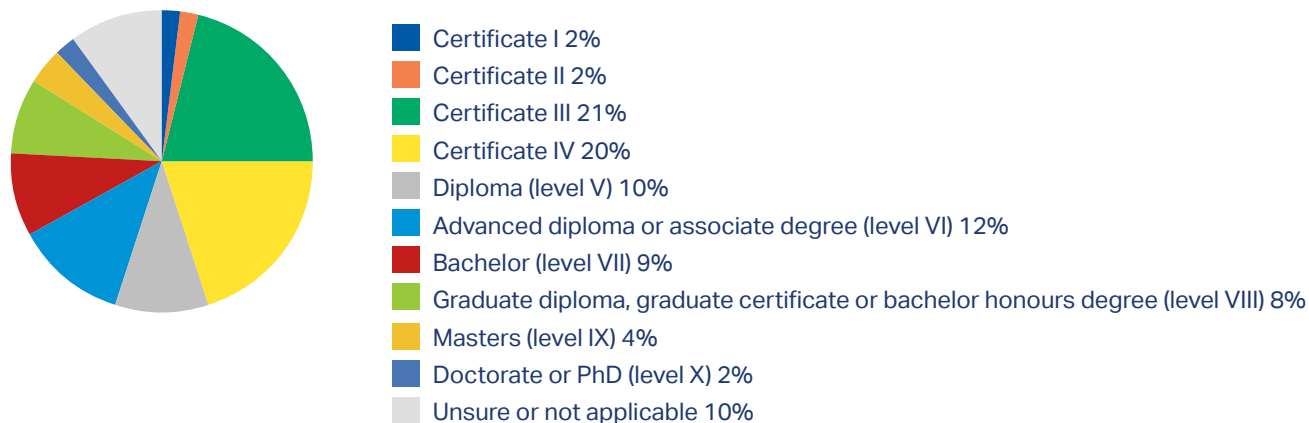 Certificate I 2%
Certificate II 2%
Certificate III 21%
Certificate IV 20%
Diploma (level V) 10%
Advanced diploma or associate degree (level VI) 12%
Bachelor (level VII) 9%
Graduate diploma, graduate certificate or bachelor honours degree (level VIII) 8%
Masters (level IX) 4%
Doctorate or PhD (level X) 2%
Unsure or not applicable 10%